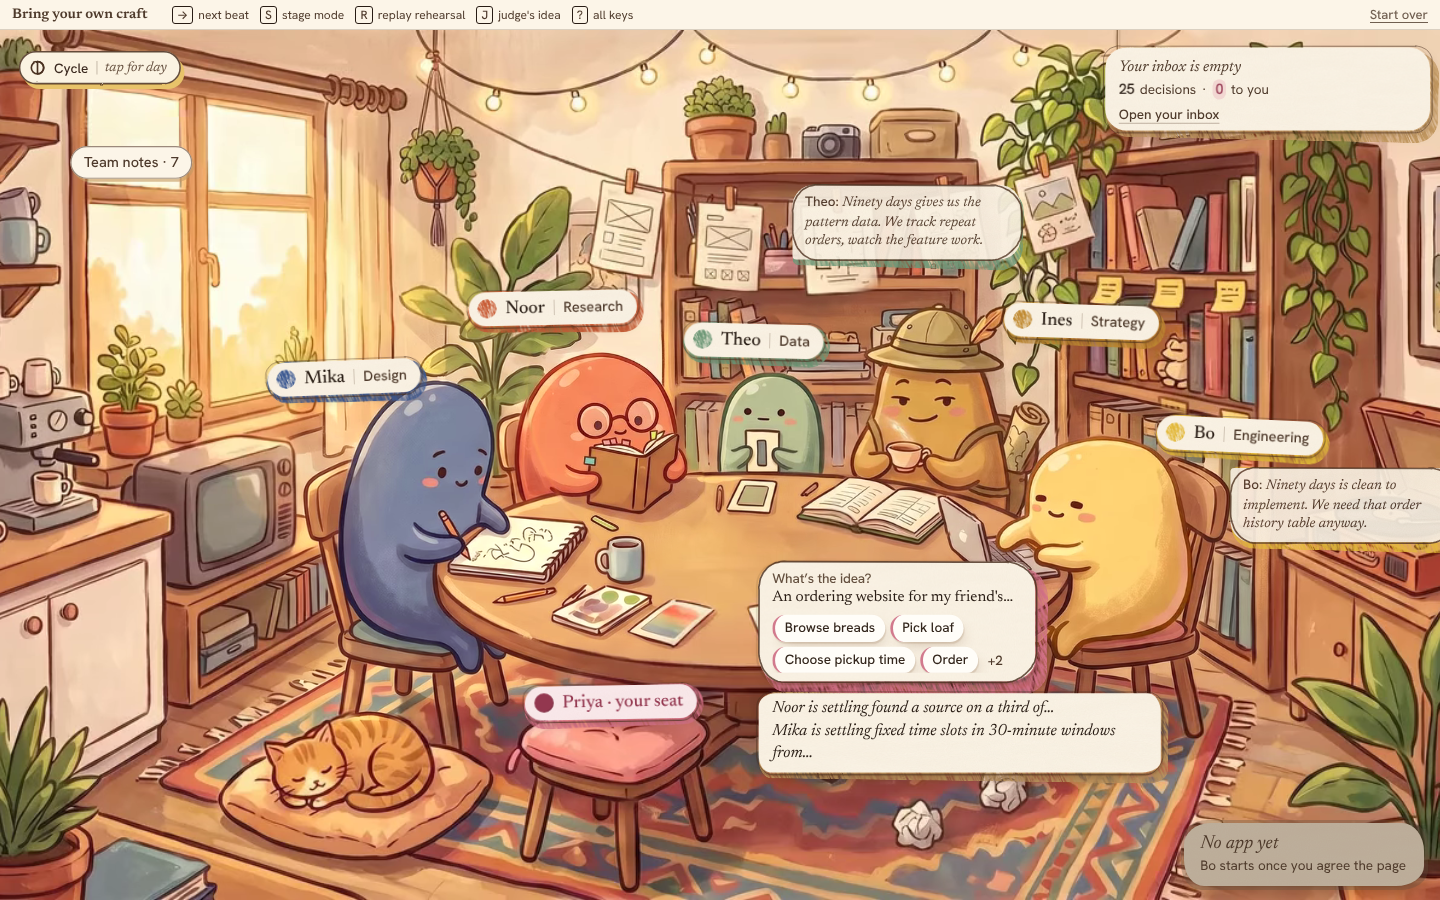 Bring your own craft
→ next beat S stage mode R replay rehearsal J judge's idea ? all keys
Start over
Cycle | tap for day
Your inbox is empty
25 decisions · 0 to you
Open your inbox
Team notes · 7
Theo: Ninety days gives us the
pattern data. We track repeat
orders, watch the feature work.
Noor | Research
Ines | Strategy
Theo | Data
Mika | Design
Bo | Engineering
Bo: Ninety days is clean to
implement. We need that order
history table anyway.
What's the idea?
An ordering website for my friend's...
Browse breads Pick loaf
Choose pickup time Order +2
Priya · your seat
Noor is settling found a source on a third of...
Mika is settling fixed time slots in 30-minute windows
from...
No app yet
Bo starts once you agree the page